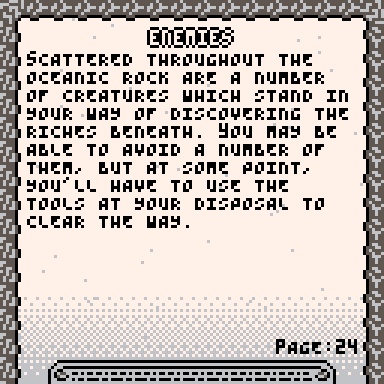 ENEMIES
SCATTERED THROUGHOUT THE
OCEANIC ROCK ARE A NUMBER
OF CREATURES WHICH STAND IN
YOUR WAY OF DISCOVERING THE
RICHES BENEATH. YOU MAY BE
ABLE TO AVOID A NUMBER OF
THEM, BUT AT SOME POINT,
YOU'LL HAVE TO USE THE
TOOLS AT YOUR DISPOSAL TO
CLEAR THE WAY.
PAGE:24